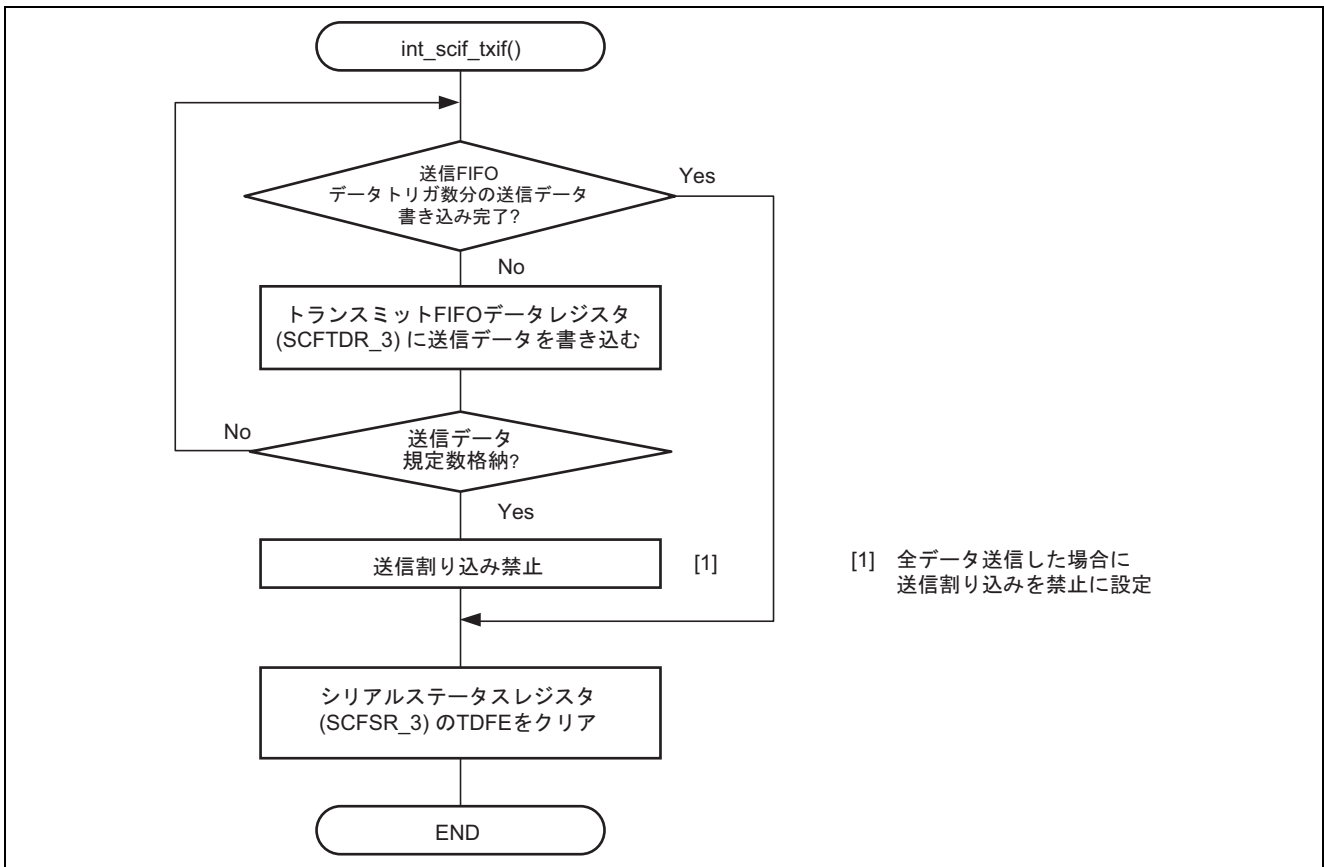 int_scif_txif()
送信FIFO
データトリガ数分の送信データ
書き込み完了?
Yes
No
トランスミットFIFOデータレジスタ
(SCFTDR_3) に送信データを書き込む
No
送信データ
規定数格納?
Yes
送信割り込み禁止
[1]
[1] 全データ送信した場合に
送信割り込みを禁止に設定
シリアルステータスレジスタ
(SCFSR_3) のTDFEをクリア
END